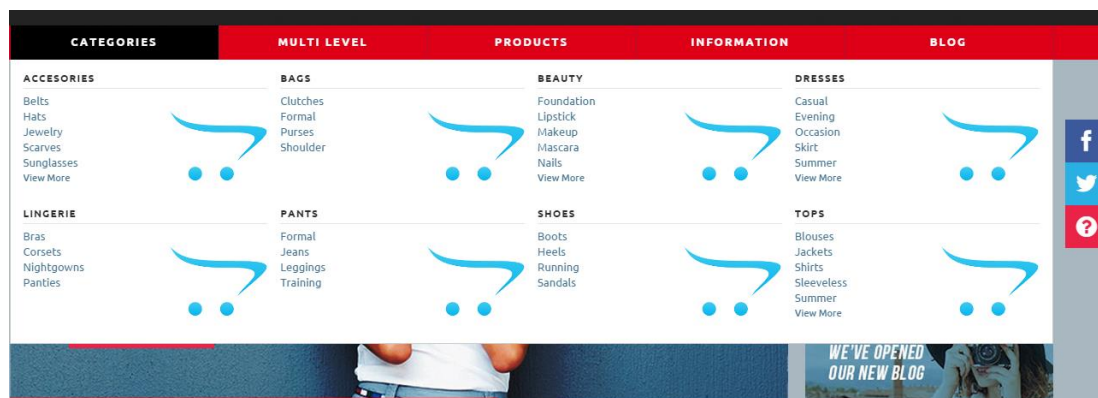 CATEGORIES
MULTI LEVEL
PRODUCTS
INFORMATION
BLOG
ACCESORIES
Belts
Hats
Jewelry
Scarves
Sunglasses
View More
BAGS
Clutches
Formal
Purses
Shoulder
BEAUTY
Foundation
Lipstick
Makeup
Mascara
Nails
View More
DRESSES
Casual
Evening
Occasion
Skirt
Summer
View More
LINGERIE
Bras
Corsets
Nightgowns
Panties
PANTS
Formal
Jeans
Leggings
Training
SHOES
Boots
Heels
Running
Sandals
TOPS
Blouses
Jackets
Shirts
Sleeveless
Summer
View More
f
?
WE'VE OPENED
OUR NEW BLOG